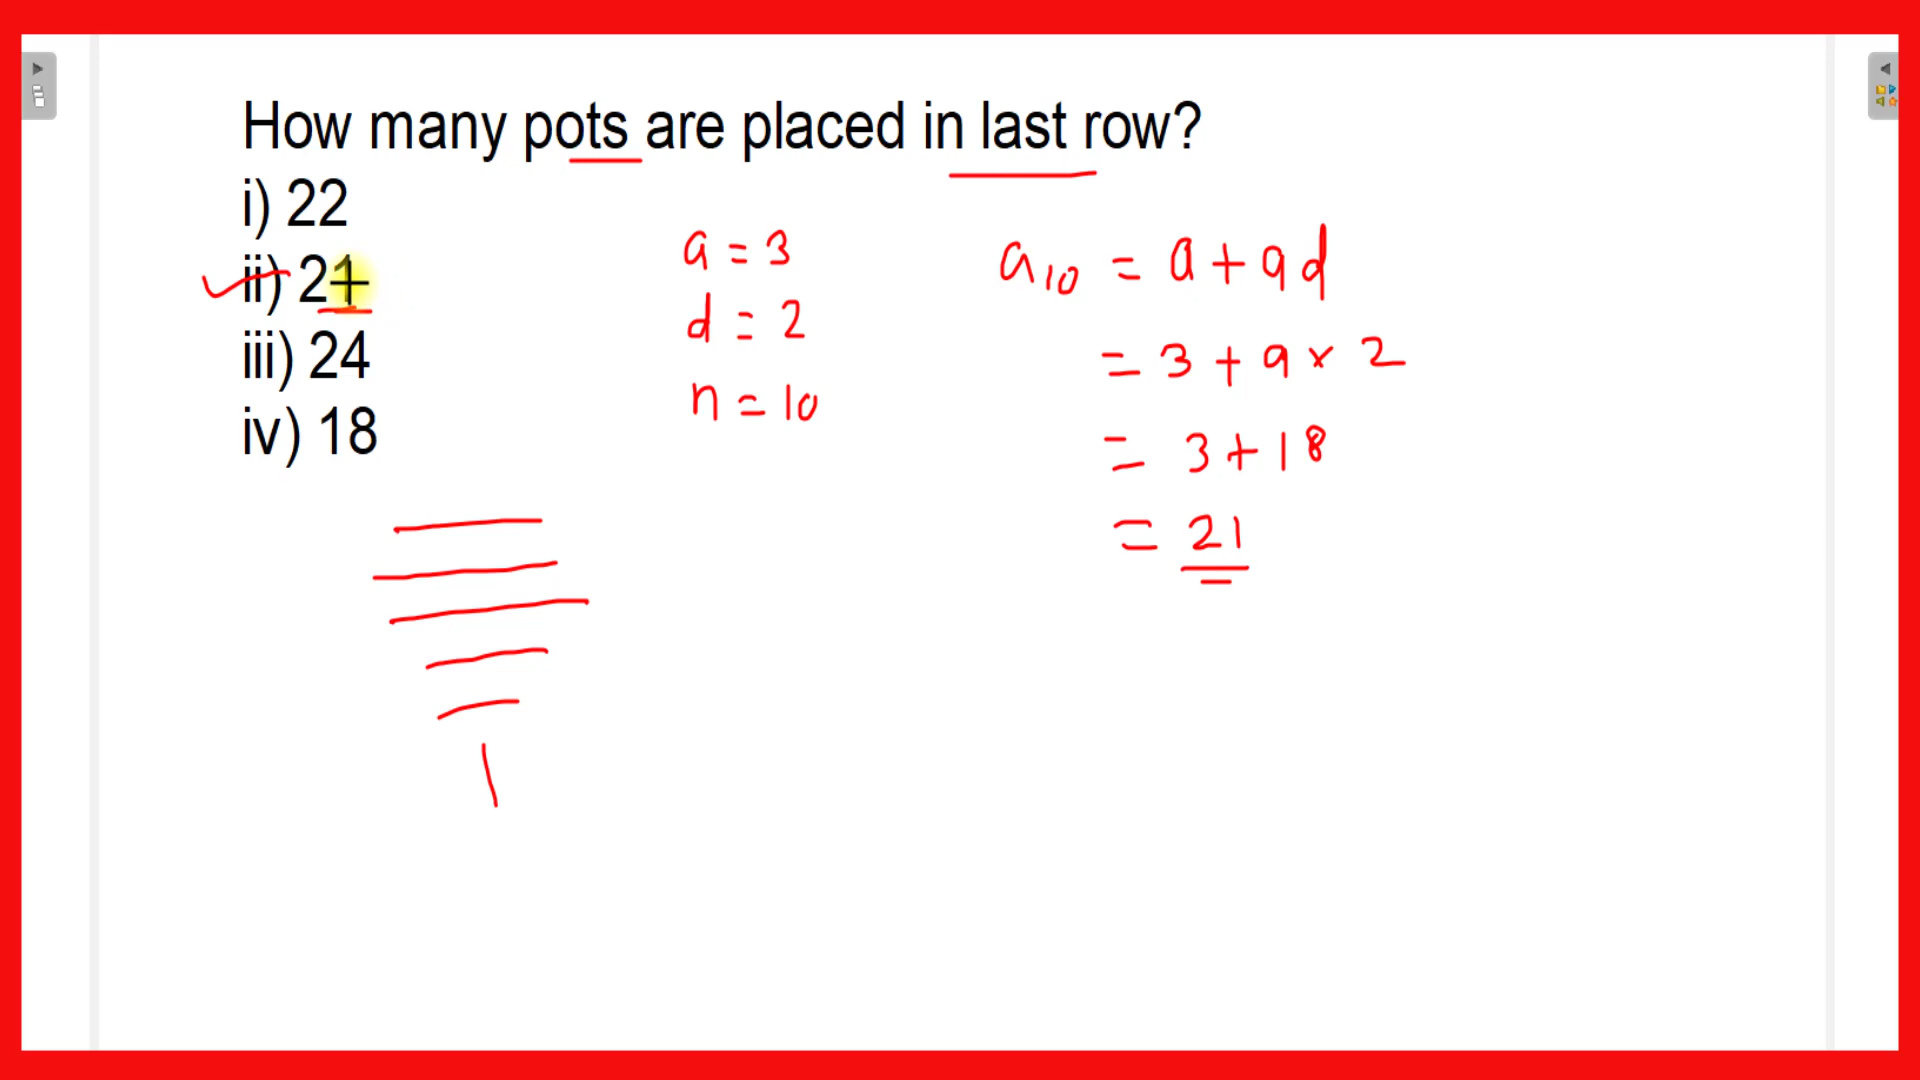 How many pots are placed in last row?
i) 22
ii) 21
iii) 24
iv) 18
a = 3
d = 2
n = 10
a10 = a + 9d
= 3 + 9 × 2
= 3 + 18
= 21